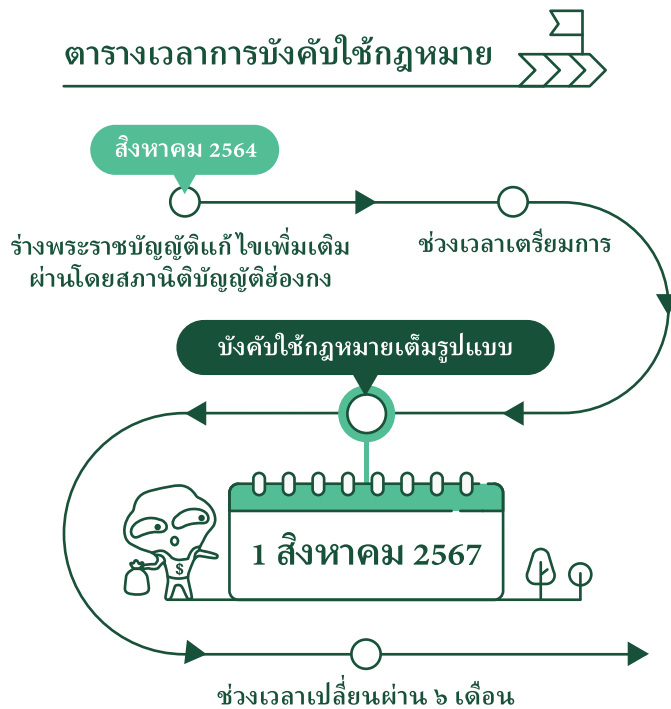 ตารางเวลาการบังคับใช้กฎหมาย
สิงหาคม 2564
ร่างพระราชบัญญัติแก้ไขเพิ่มเติม
ผ่านโดยสภานิติบัญญัติฮ่องกง
ช่วงเวลาเตรียมการ
บังคับใช้กฎหมายเต็มรูปแบบ
1 สิงหาคม 2567
$
ช่วงเวลาเปลี่ยนผ่าน ๖ เดือน